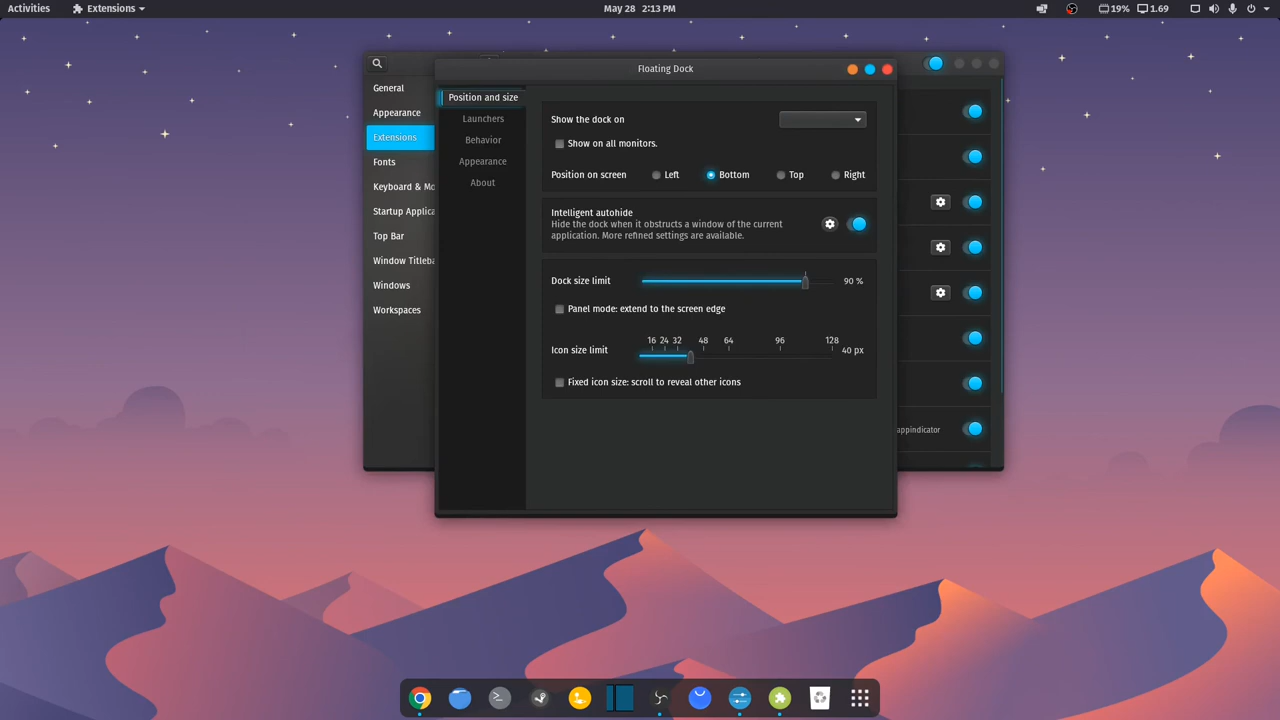 Activities
Extensions
May 28 2:13 PM
19%
1.69
General
Appearance
Extensions
Fonts
Keyboard & Mo
Startup Applica
Top Bar
Window Titleba
Windows
Workspaces
appindicator
Floating Dock
Position and size
Launchers
Behavior
Appearance
About
Show the dock on
Show on all monitors.
Position on screen
Left
Bottom
Top
Right
Intelligent autohide
Hide the dock when it obstructs a window of the current
application. More refined settings are available.
Dock size limit
90 %
Panel mode: extend to the screen edge
16 24 32 48 64 96 128
Icon size limit
40 px
Fixed icon size: scroll to reveal other icons